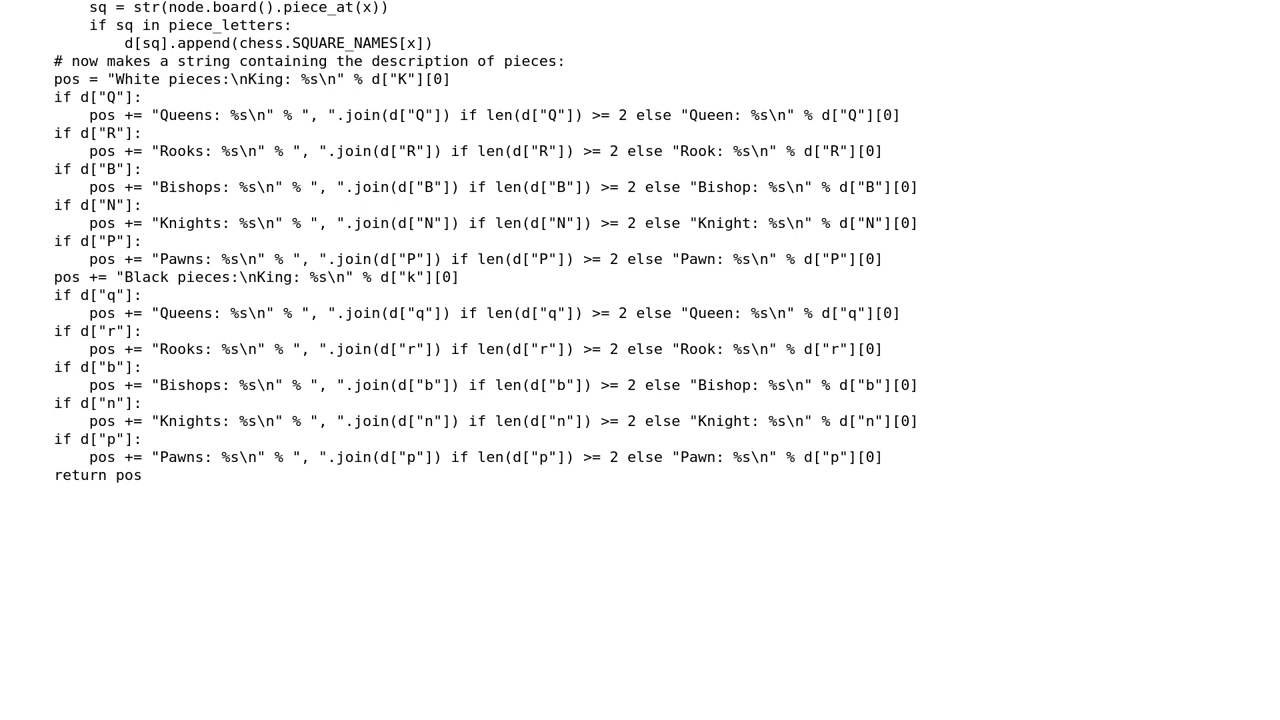 sq = str(node.board().piece_at(x))
if sq in piece_letters:
d[sq].append(chess.SQUARE_NAMES[x])
# now makes a string containing the description of pieces:
pos = "White pieces:\nKing: %s\n" % d["K"][0]
if d["Q"]:
pos += "Queens: %s\n" % ", ".join(d["Q"]) if len(d["Q"]) >= 2 else "Queen: %s\n" % d["Q"][0]
if d["R"]:
pos += "Rooks: %s\n" % ", ".join(d["R"]) if len(d["R"]) >= 2 else "Rook: %s\n" % d["R"][0]
if d["B"]:
pos += "Bishops: %s\n" % ", ".join(d["B"]) if len(d["B"]) >= 2 else "Bishop: %s\n" % d["B"][0]
if d["N"]:
pos += "Knights: %s\n" % ", ".join(d["N"]) if len(d["N"]) >= 2 else "Knight: %s\n" % d["N"][0]
if d["P"]:
pos += "Pawns: %s\n" % ", ".join(d["P"]) if len(d["P"]) >= 2 else "Pawn: %s\n" % d["P"][0]
pos += "Black pieces:\nKing: %s\n" % d["k"][0]
if d["q"]:
pos += "Queens: %s\n" % ", ".join(d["q"]) if len(d["q"]) >= 2 else "Queen: %s\n" % d["q"][0]
if d["r"]:
pos += "Rooks: %s\n" % ", ".join(d["r"]) if len(d["r"]) >= 2 else "Rook: %s\n" % d["r"][0]
if d["b"]:
pos += "Bishops: %s\n" % ", ".join(d["b"]) if len(d["b"]) >= 2 else "Bishop: %s\n" % d["b"][0]
if d["n"]:
pos += "Knights: %s\n" % ", ".join(d["n"]) if len(d["n"]) >= 2 else "Knight: %s\n" % d["n"][0]
if d["p"]:
pos += "Pawns: %s\n" % ", ".join(d["p"]) if len(d["p"]) >= 2 else "Pawn: %s\n" % d["p"][0]
return pos